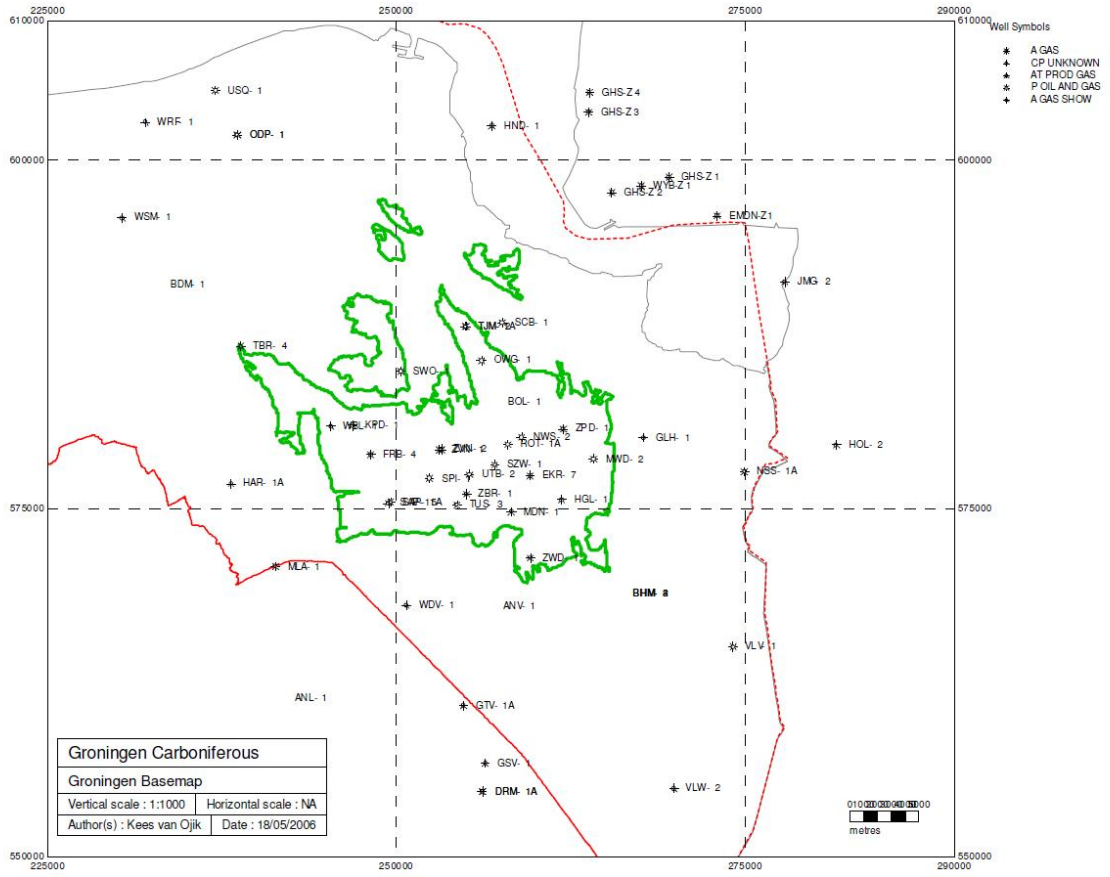 225000 250000 275000 290000
610000 610000
Well Symbols
A GAS
CP UNKNOWN
AT PROD GAS
P OIL AND GAS
A GAS SHOW
USQ- 1
GHS-Z 4
GHS-Z 3
WRF- 1
HND- 1
ODP- 1
600000 600000
GHS-Z 1
WYB-Z 1
GHS-Z 2
WSM- 1
EMDN-Z1
BDM- 1
JMG- 2
SCB- 1
TBR- 4
OWG- 1
SWO-
BOL- 1
KPD- 1
ZPD- 1
NWS- 2
GLH- 1
ROT- 1A
HOL- 2
FRB- 4
MWD- 2
SZW- 1
NSS- 1A
UTB- 2
EKR- 7
SPI-
HAR- 1A
ZBR- 1
HGL- 1
TUS- 3
MDN- 1
575000 575000
ZWD- 1
MLA- 1
WDV- 1
ANV- 1
VLV- 1
ANL- 1
GTV- 1A
GSV- 1
VLW- 2
DRM- 1A
Groningen Carboniferous
Groningen Basemap
Vertical scale : 1:1000 Horizontal scale : NA
Author(s) : Kees van Ojik Date : 18/05/2006
metres
550000 550000
225000 250000 275000 290000